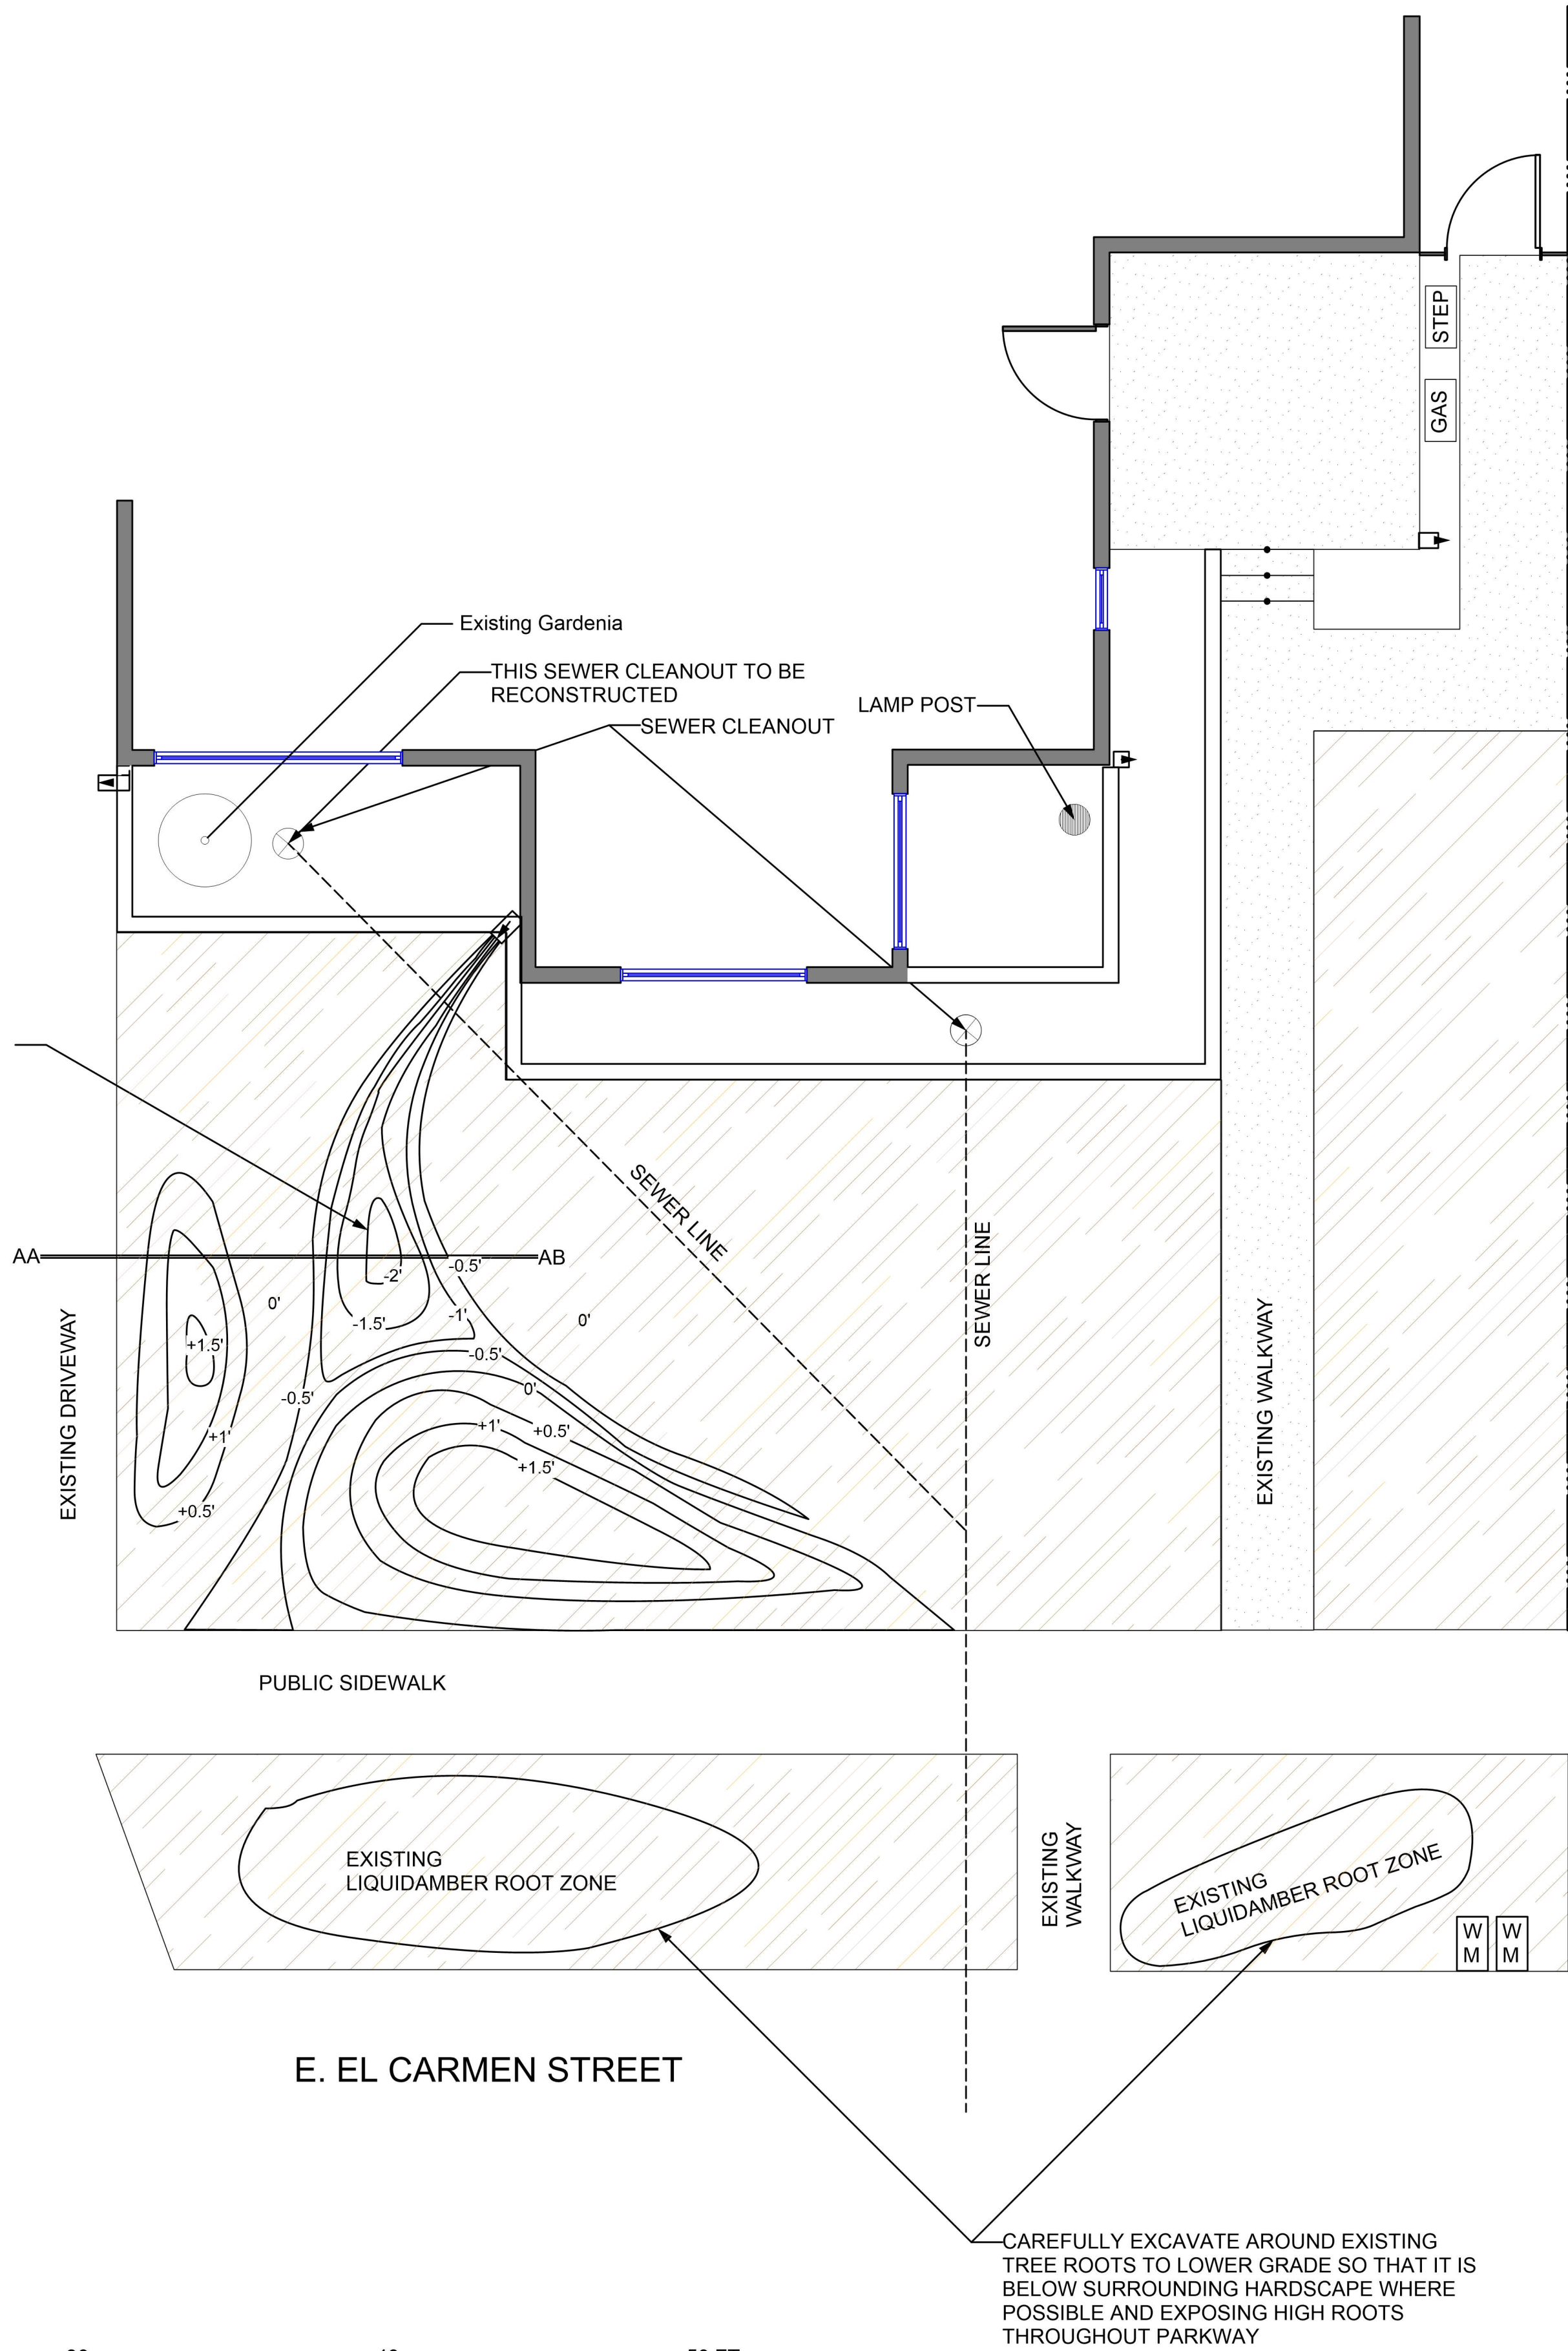 STEP
GAS
Existing Gardenia
THIS SEWER CLEANOUT TO BE
RECONSTRUCTED
SEWER CLEANOUT
LAMP POST
SEWER LINE
SEWER LINE
AA
AB
-0.5'
-2'
0'
-1.5'
-1'
0'
+1.5'
-0.5'
0'
-0.5'
+1'
+0.5'
+1'
+1.5'
+0.5'
EXISTING DRIVEWAY
EXISTING WALKWAY
PUBLIC SIDEWALK
EXISTING
LIQUIDAMBER ROOT ZONE
EXISTING
WALKWAY
EXISTING
LIQUIDAMBER ROOT ZONE
W
M
W
M
E. EL CARMEN STREET
CAREFULLY EXCAVATE AROUND EXISTING
TREE ROOTS TO LOWER GRADE SO THAT IT IS
BELOW SURROUNDING HARDSCAPE WHERE
POSSIBLE AND EXPOSING HIGH ROOTS
THROUGHOUT PARKWAY